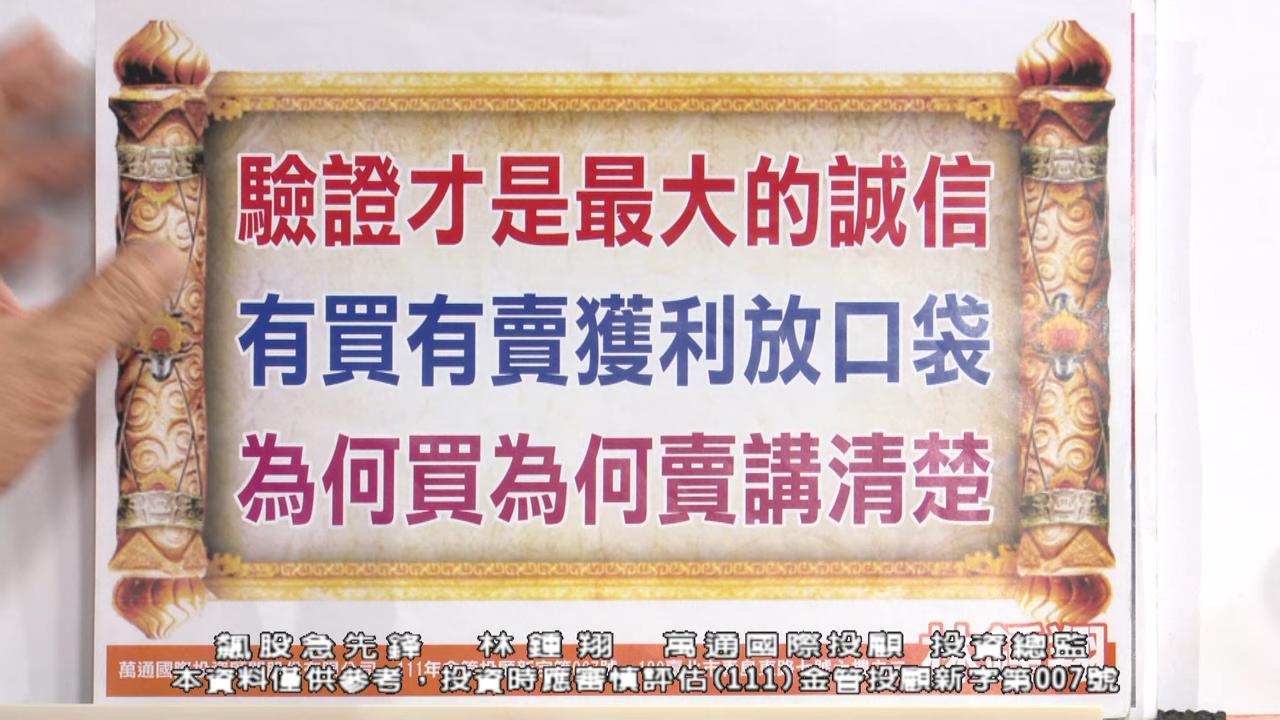 驗證才是最大的誠信
有買有賣獲利放口袋
為何買為何賣講清楚
飆股急先鋒 林鍾翔 萬通國際投顧 投資總監
本資料僅供參考,投資時應審慎評估(111)金管投顧新字第007號